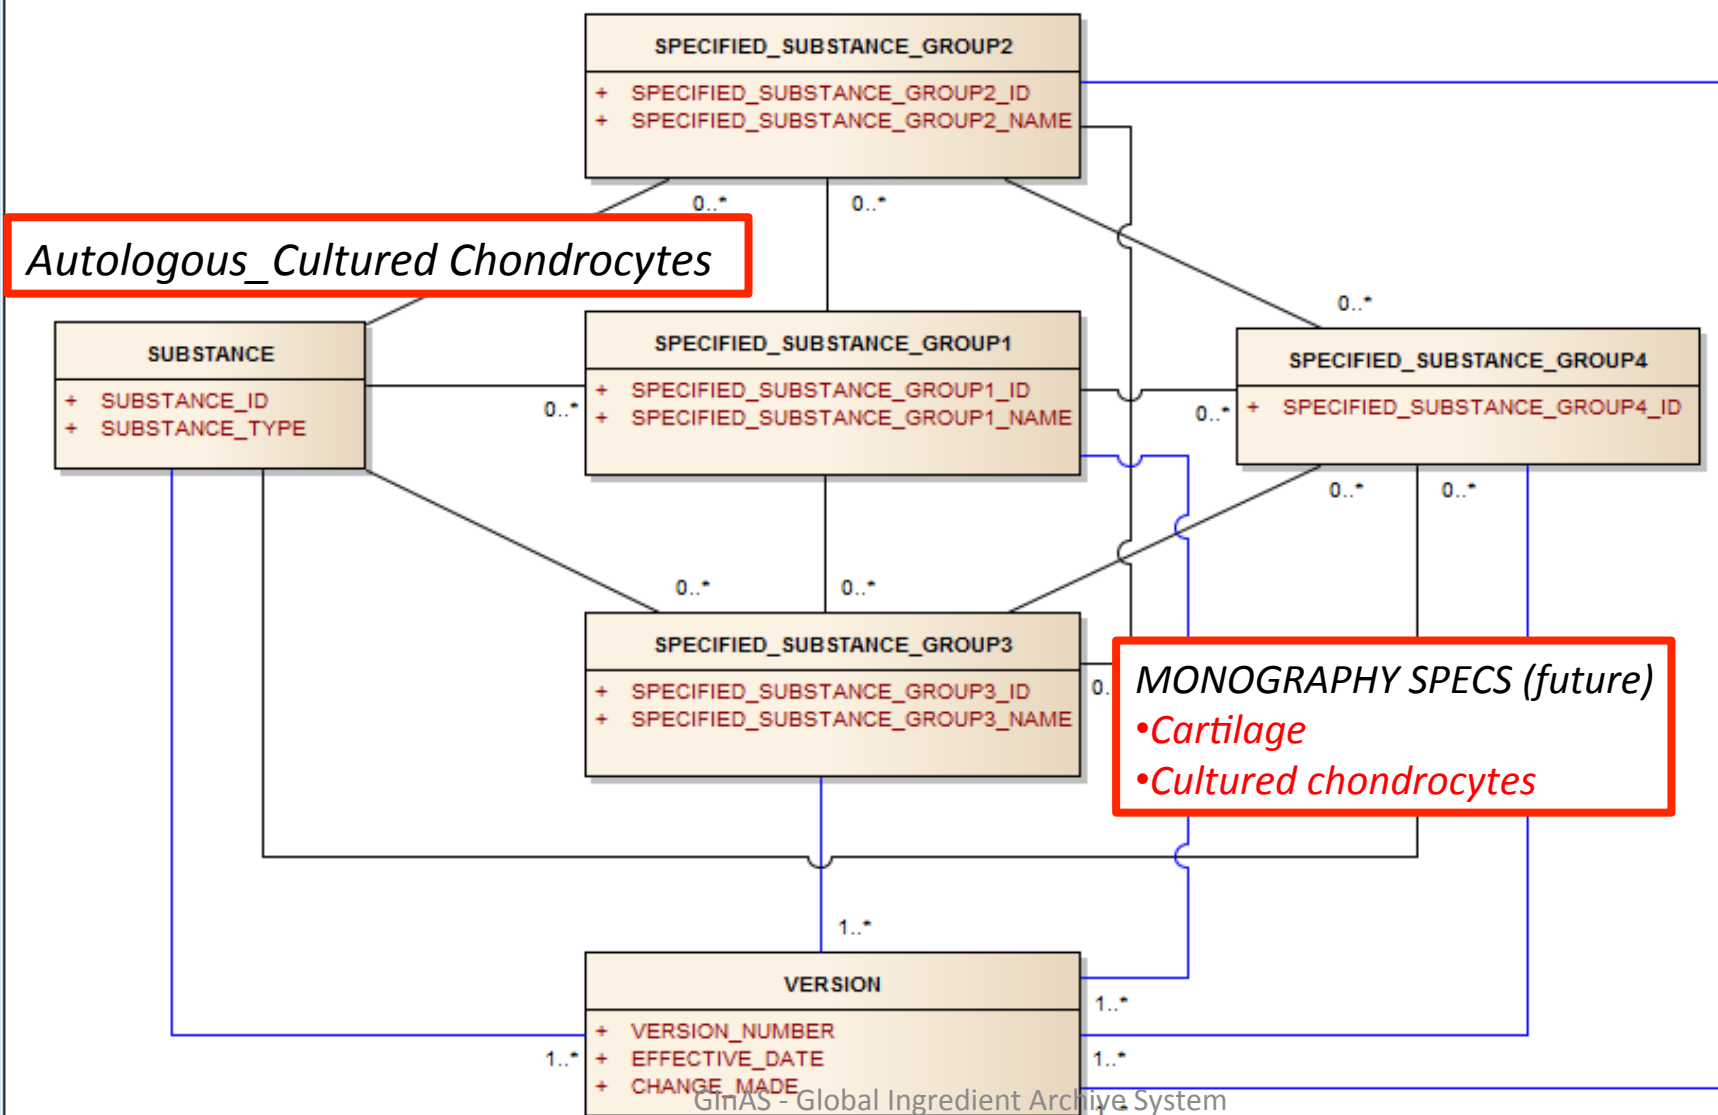 SPECIFIED_SUBSTANCE_GROUP2
+ SPECIFIED_SUBSTANCE_GROUP2_ID
+ SPECIFIED_SUBSTANCE_GROUP2_NAME
0..*
0..*
Autologous_Cultured Chondrocytes
0..*
SUBSTANCE
+ SUBSTANCE_ID
+ SUBSTANCE_TYPE
0..*
SPECIFIED_SUBSTANCE_GROUP1
+ SPECIFIED_SUBSTANCE_GROUP1_ID
+ SPECIFIED_SUBSTANCE_GROUP1_NAME
0..*
SPECIFIED_SUBSTANCE_GROUP4
+ SPECIFIED_SUBSTANCE_GROUP4_ID
0..*
0..*
0..*
0..*
SPECIFIED_SUBSTANCE_GROUP3
+ SPECIFIED_SUBSTANCE_GROUP3_ID
+ SPECIFIED_SUBSTANCE_GROUP3_NAME
0.
MONOGRAPHY SPECS (future)
•Cartilage
•Cultured chondrocytes
1..*
VERSION
+ VERSION_NUMBER
+ EFFECTIVE_DATE
+ CHANGE_MADE
1..*
1..*
1..*
1..*
GInAS - Global Ingredient Archive System